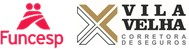 Funcesp
VILA
VELHA
CORRETORA
DE SEGUROS